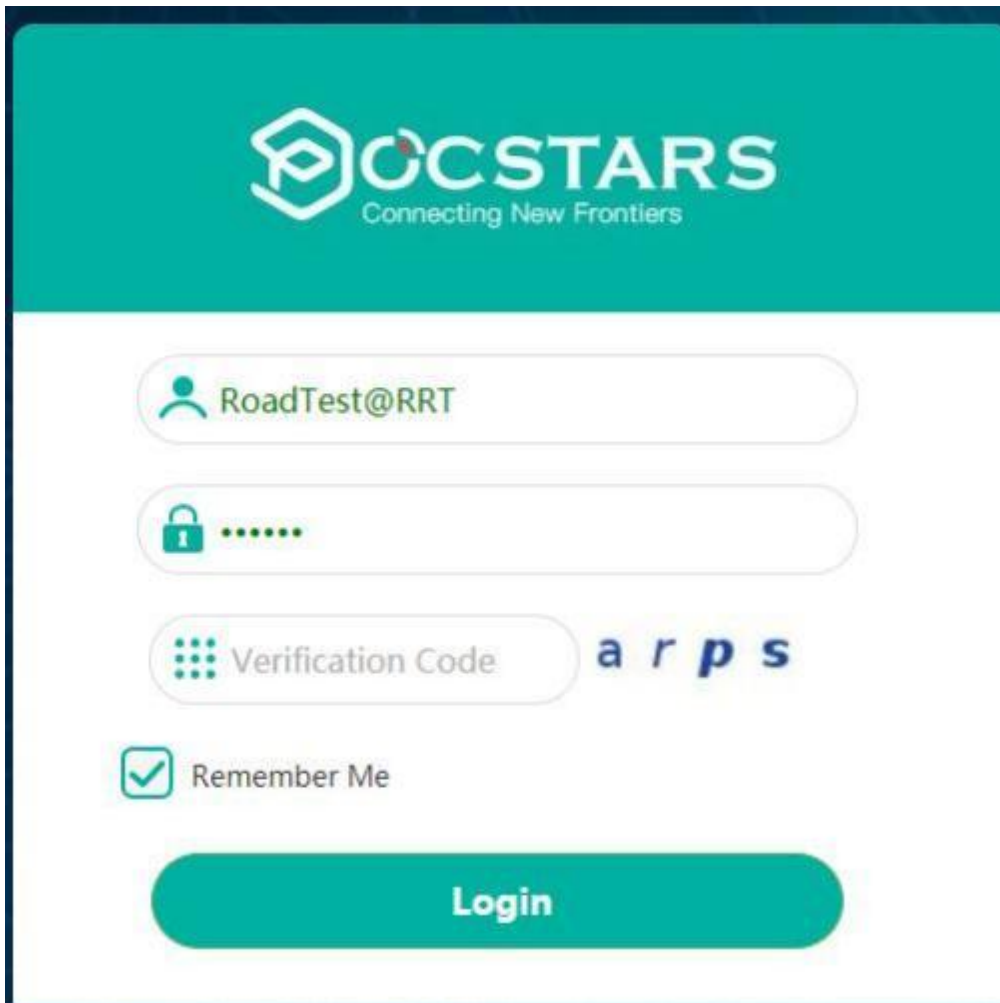 POCSTARS
Connecting New Frontiers
RoadTest@RRT
••••••
Verification Code
a r p s
Remember Me
Login